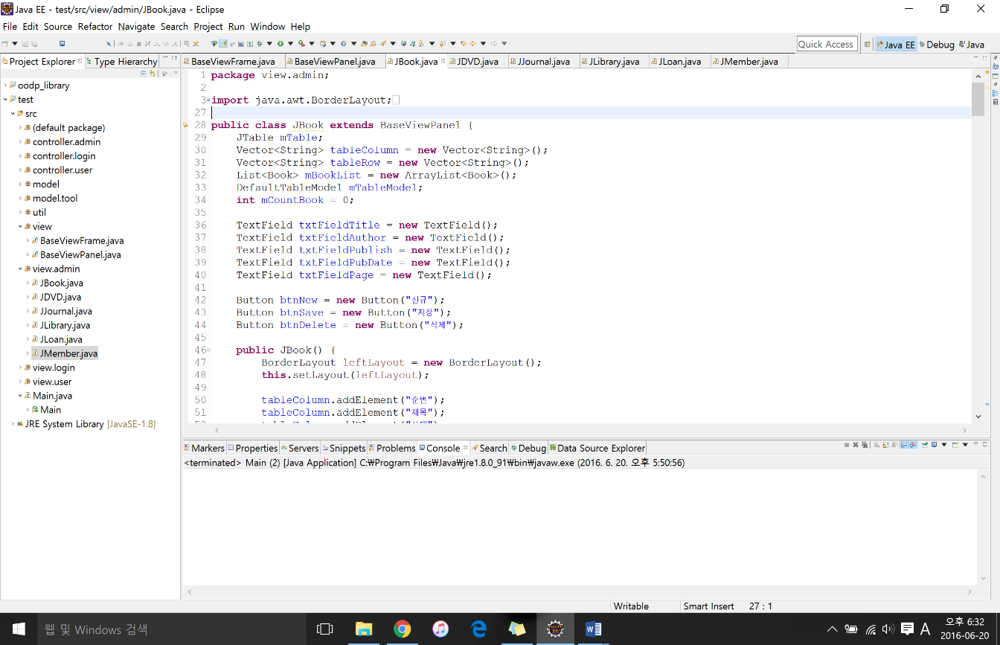 Java EE - test/src/view/admin/JBook.java - Eclipse
File Edit Source Refactor Navigate Search Project Run Window Help
Quick Access Java EE Debug Java
Project Explorer Type Hierarchy
BaseViewFrame.java BaseViewPanel.java JBook.java JDVD.java JJournal.java JLibrary.java JLoan.java JMember.java
oodp_library
test
src
(default package)
controller.admin
controller.login
controller.user
model
model.tool
util
view
BaseViewFrame.java
BaseViewPanel.java
view.admin
JBook.java
JDVD.java
JJournal.java
JLibrary.java
JLoan.java
JMember.java
view.login
view.user
Main.java
Main
JRE System Library [JavaSE-1.8]
1 package view.admin;
2
3 import java.awt.BorderLayout;
27
28 public class JBook extends BaseViewPanel {
29 JTable mTable;
30 Vector<String> tableColumn = new Vector<String>();
31 Vector<String> tableRow = new Vector<String>();
32 List<Book> mBookList = new ArrayList<Book>();
33 DefaultTableModel mTableModel;
34 int mCountBook = 0;
35
36 TextField txtFieldTitle = new TextField();
37 TextField txtFieldAuthor = new TextField();
38 TextField txtFieldPublish = new TextField();
39 TextField txtFieldPubDate = new TextField();
40 TextField txtFieldPage = new TextField();
41
42 Button btnNew = new Button("신규");
43 Button btnSave = new Button("저장");
44 Button btnDelete = new Button("삭제");
45
46 public JBook() {
47 BorderLayout leftLayout = new BorderLayout();
48 this.setLayout(leftLayout);
49
50 tableColumn.addElement("순번");
51 tableColumn.addElement("제목");
Markers Properties Servers Snippets Problems Console Search Debug Data Source Explorer
<terminated> Main (2) [Java Application] C:₩Program Files₩Java₩jre1.8.0_91₩bin₩javaw.exe (2016. 6. 20. 오후 5:50:56)
Writable Smart Insert 27 : 1
웹 및 Windows 검색
A
오후 6:32
2016-06-20